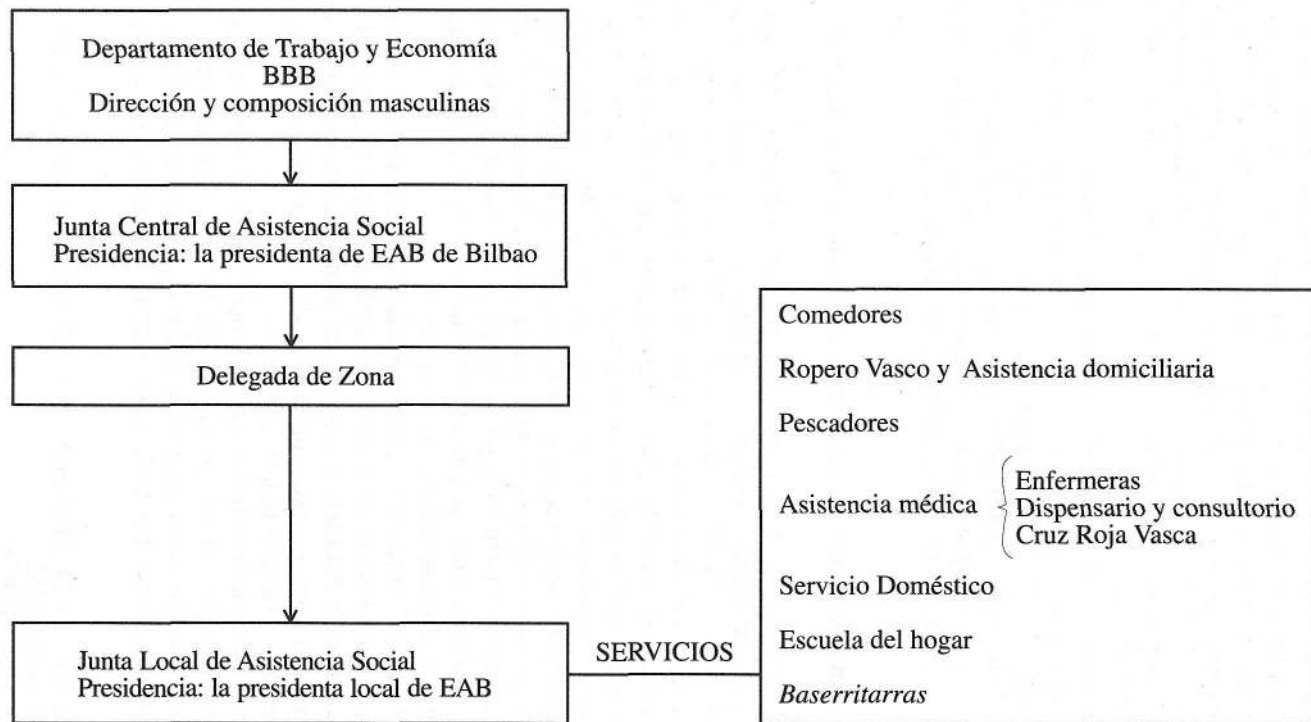 Departamento de Trabajo y Economía
BBB
Dirección y composición masculinas
Junta Central de Asistencia Social
Presidencia: la presidenta de EAB de Bilbao
Delegada de Zona
Junta Local de Asistencia Social
Presidencia: la presidenta local de EAB
SERVICIOS
Comedores
Ropero Vasco y Asistencia domiciliaria
Pescadores
Asistencia médica
Enfermeras
Dispensario y consultorio
Cruz Roja Vasca
Servicio Doméstico
Escuela del hogar
Baserritarras